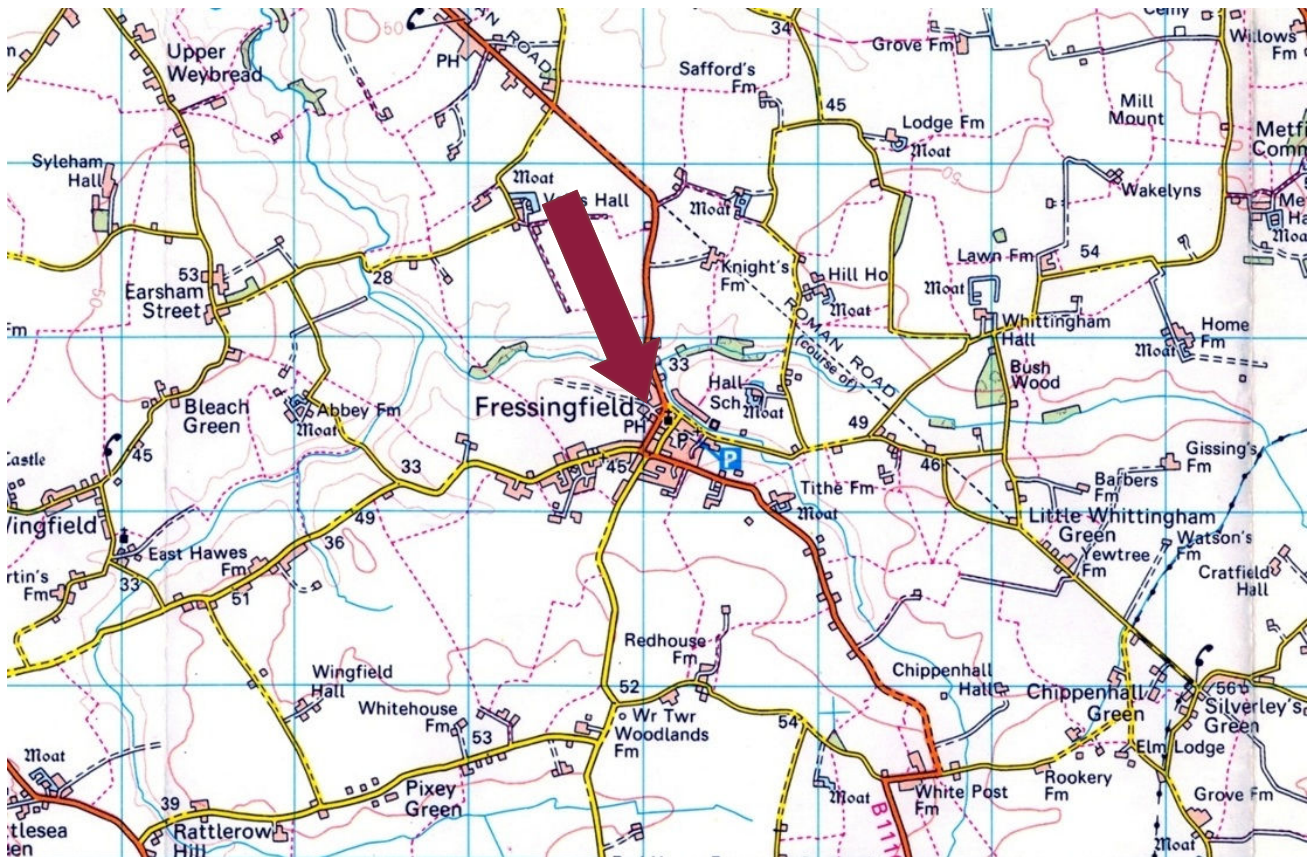 Upper
Weybread
PH
ROAD
50
34
Grove Fm
Willows
Fm
Safford's
Fm
45
Mill
Mount
Lodge Fm
Moat
Syleham
Hall
Moat
Hall
Moat
50
Wakelyns
53
Earsham
Street
28
Knight's
Fm
Hill Ho
Moat
Lawn Fm
54
Moat
50
ROMAN ROAD
(course of)
Whittingham
Hall
Home
Fm
Moat
33
Bush
Wood
Hall
Sch
Moat
Bleach
Green
Abbey Fm
Moat
Fressingfield
PH
P
P
49
45
45
33
46
Gissing's
Fm
Barbers
Fm
Tithe Fm
Moat
49
Little Whittingham
Green
36
East Hawes
Fm
Watson's
Fm
Yewtree
Fm
Cratfield
Hall
33
51
Redhouse
Fm
Wingfield
Hall
Chippenhall
Hall
52
Chippenhall
Green
56
Silverley's
Green
Whitehouse
Fm
53
Wr Twr
Woodlands
Fm
54
Elm Lodge
Moat
Pixey
Green
Rookery
Fm
White Post
Fm
Moat
Grove Fm
39
Rattlerow
Hill
Moat